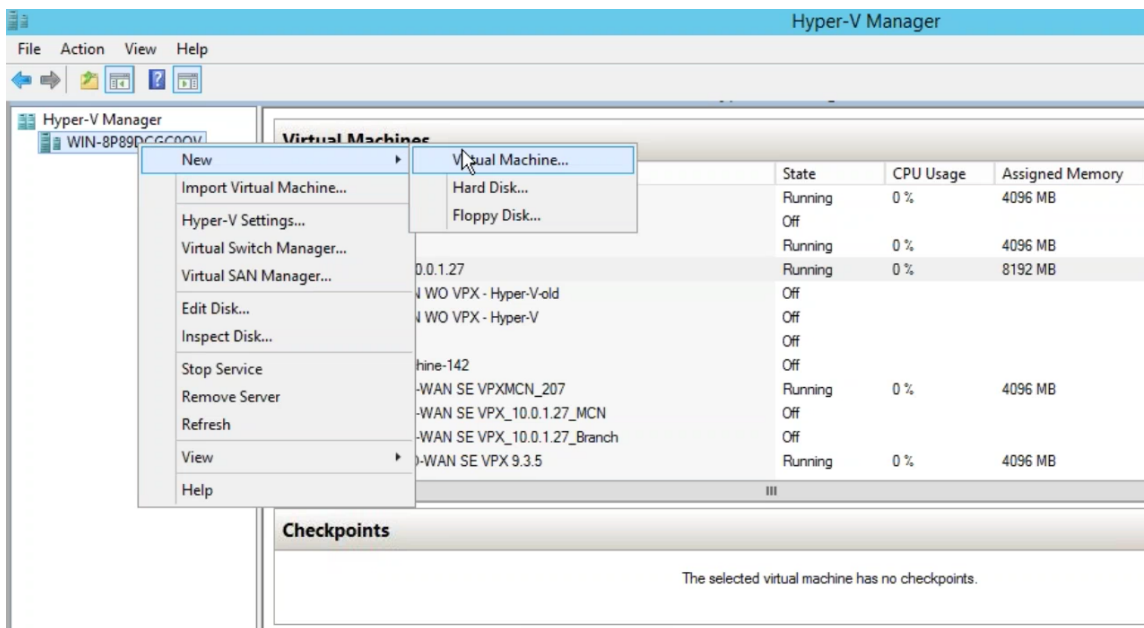 Hyper-V Manager
File Action View Help
Hyper-V Manager
WIN-8P89DCGC0QV
Virtual Machines
New
Import Virtual Machine...
Hyper-V Settings...
Virtual Switch Manager...
Virtual SAN Manager...
Edit Disk...
Inspect Disk...
Stop Service
Remove Server
Refresh
View
Help
Virtual Machine...
Hard Disk...
Floppy Disk...
State CPU Usage Assigned Memory
Running 0 % 4096 MB
Off
Running 0 % 4096 MB
0.0.1.27 Running 0 % 8192 MB
N WO VPX - Hyper-V-old Off
N WO VPX - Hyper-V Off
Off
hine-142 Off
-WAN SE VPXMCN_207 Running 0 % 4096 MB
-WAN SE VPX_10.0.1.27_MCN Off
-WAN SE VPX_10.0.1.27_Branch Off
-WAN SE VPX 9.3.5 Running 0 % 4096 MB
Checkpoints
The selected virtual machine has no checkpoints.